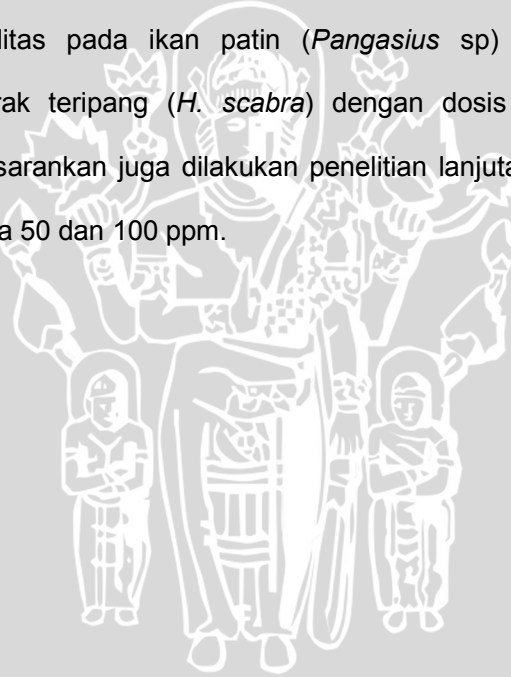 litas pada ikan patin (Pangasius sp)
rak teripang (H. scabra) dengan dosis
sarankan juga dilakukan penelitian lanjuta
a 50 dan 100 ppm.